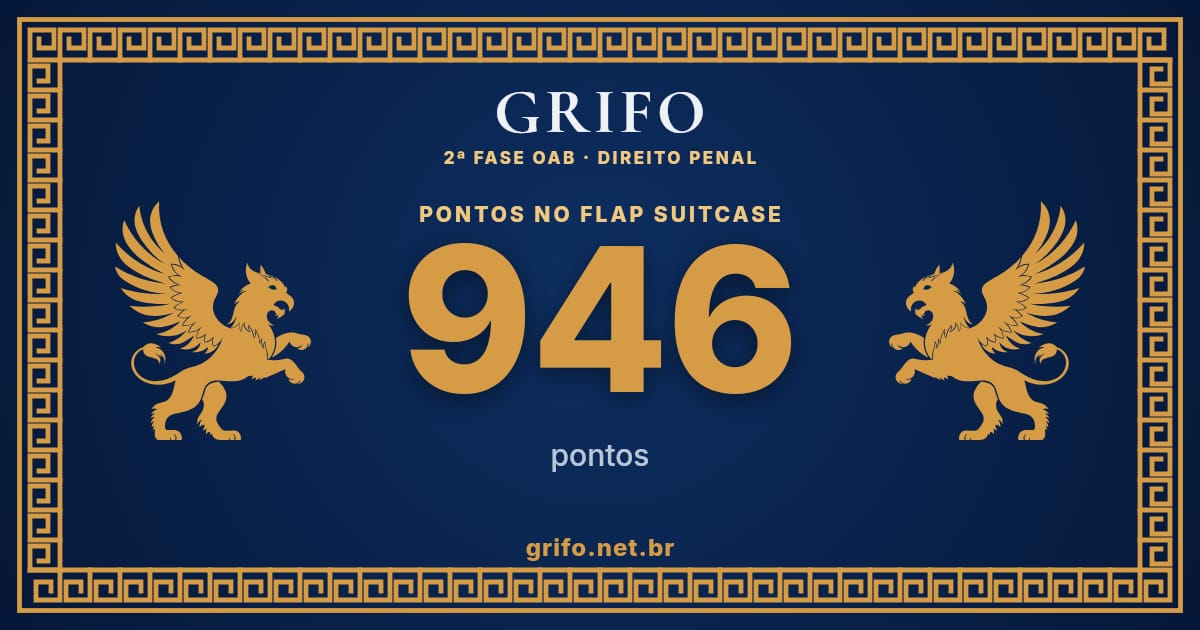 GRIFO
2ª FASE OAB · DIREITO PENAL
PONTOS NO FLAP SUITCASE
946
pontos
grifo.net.br